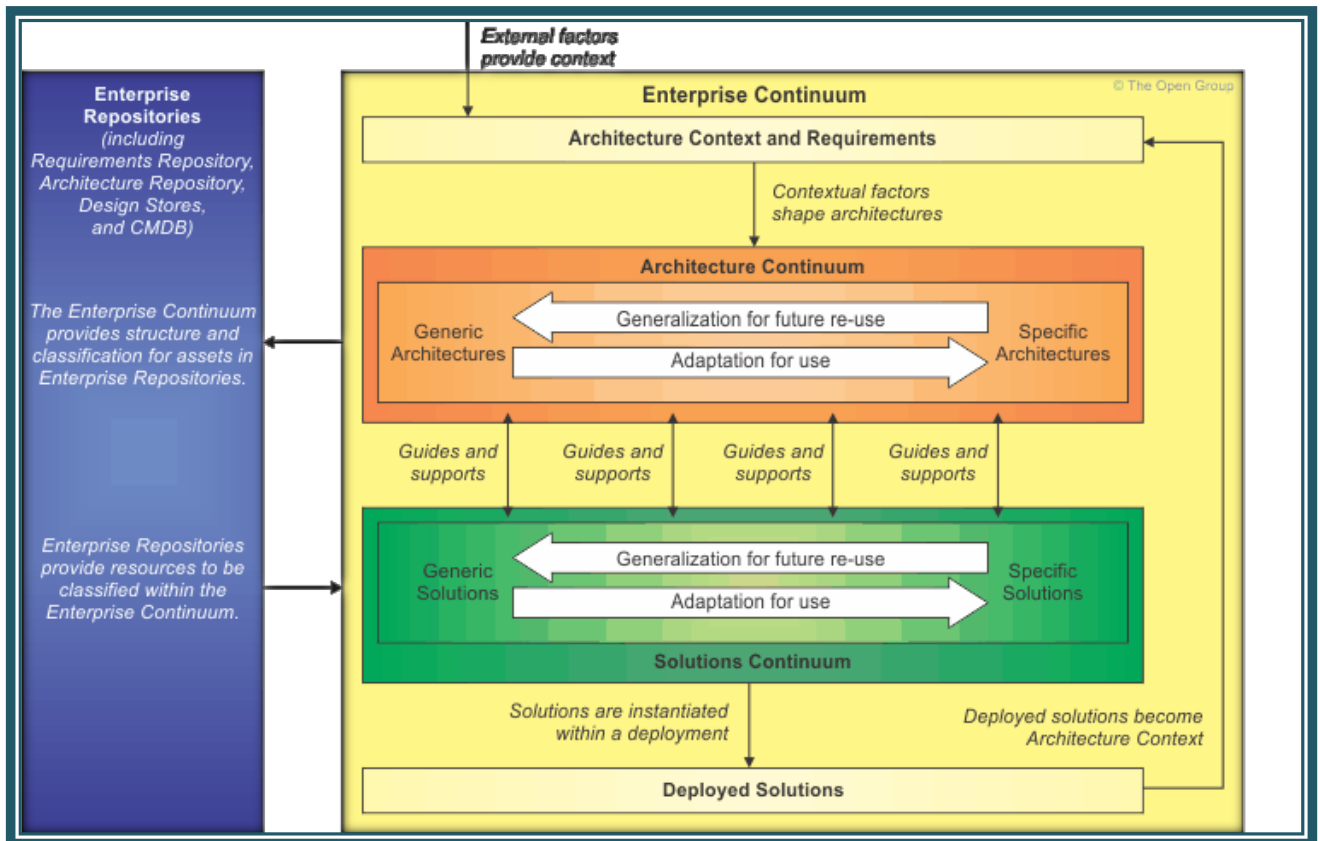 External factors
provide context
Enterprise
Repositories
(including
Requirements Repository,
Architecture Repository,
Design Stores,
and CMDB)
The Enterprise Continuum
provides structure and
classification for assets in
Enterprise Repositories.
Enterprise Repositories
provide resources to be
classified within the
Enterprise Continuum.
© The Open Group
Enterprise Continuum
Architecture Context and Requirements
Contextual factors
shape architectures
Architecture Continuum
Generic
Architectures
Generalization for future re-use
Adaptation for use
Specific
Architectures
Guides and
supports
Guides and
supports
Guides and
supports
Guides and
supports
Generic
Solutions
Generalization for future re-use
Adaptation for use
Specific
Solutions
Solutions Continuum
Solutions are instantiated
within a deployment
Deployed solutions become
Architecture Context
Deployed Solutions